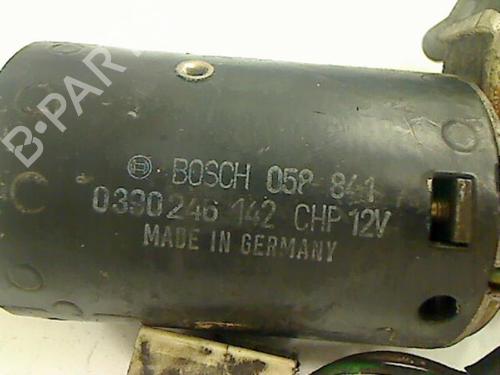 B-PARTS
BOSCH 058 841
0390246 142 CHP 12V
MADE IN GERMANY